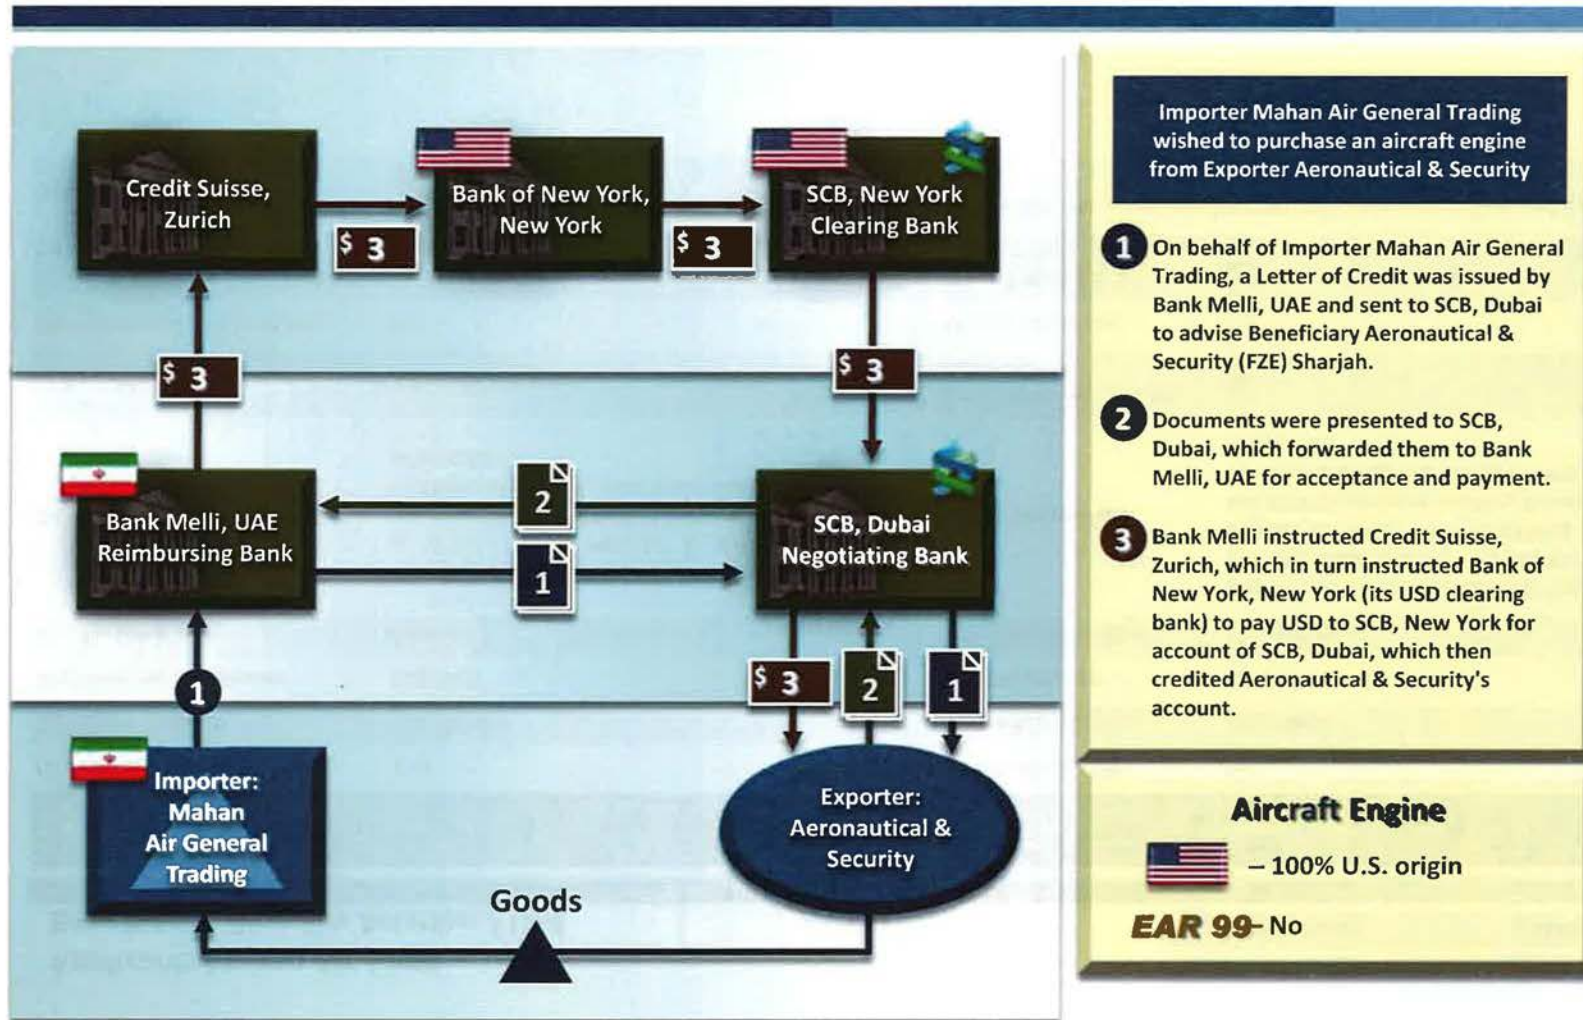 Credit Suisse,
Zurich
$ 3
Bank of New York,
New York
$ 3
SCB, New York
Clearing Bank
$ 3
$ 3
Bank Melli, UAE
Reimbursing Bank
2
1
SCB, Dubai
Negotiating Bank
1
$ 3
2
1
Importer:
Mahan
Air General
Trading
Exporter:
Aeronautical &
Security
Goods
Importer Mahan Air General Trading
wished to purchase an aircraft engine
from Exporter Aeronautical & Security
1 On behalf of Importer Mahan Air General
Trading, a Letter of Credit was issued by
Bank Melli, UAE and sent to SCB, Dubai
to advise Beneficiary Aeronautical &
Security (FZE) Sharjah.
2 Documents were presented to SCB,
Dubai, which forwarded them to Bank
Melli, UAE for acceptance and payment.
3 Bank Melli instructed Credit Suisse,
Zurich, which in turn instructed Bank of
New York, New York (its USD clearing
bank) to pay USD to SCB, New York for
account of SCB, Dubai, which then
credited Aeronautical & Security's
account.
Aircraft Engine
– 100% U.S. origin
EAR 99– No